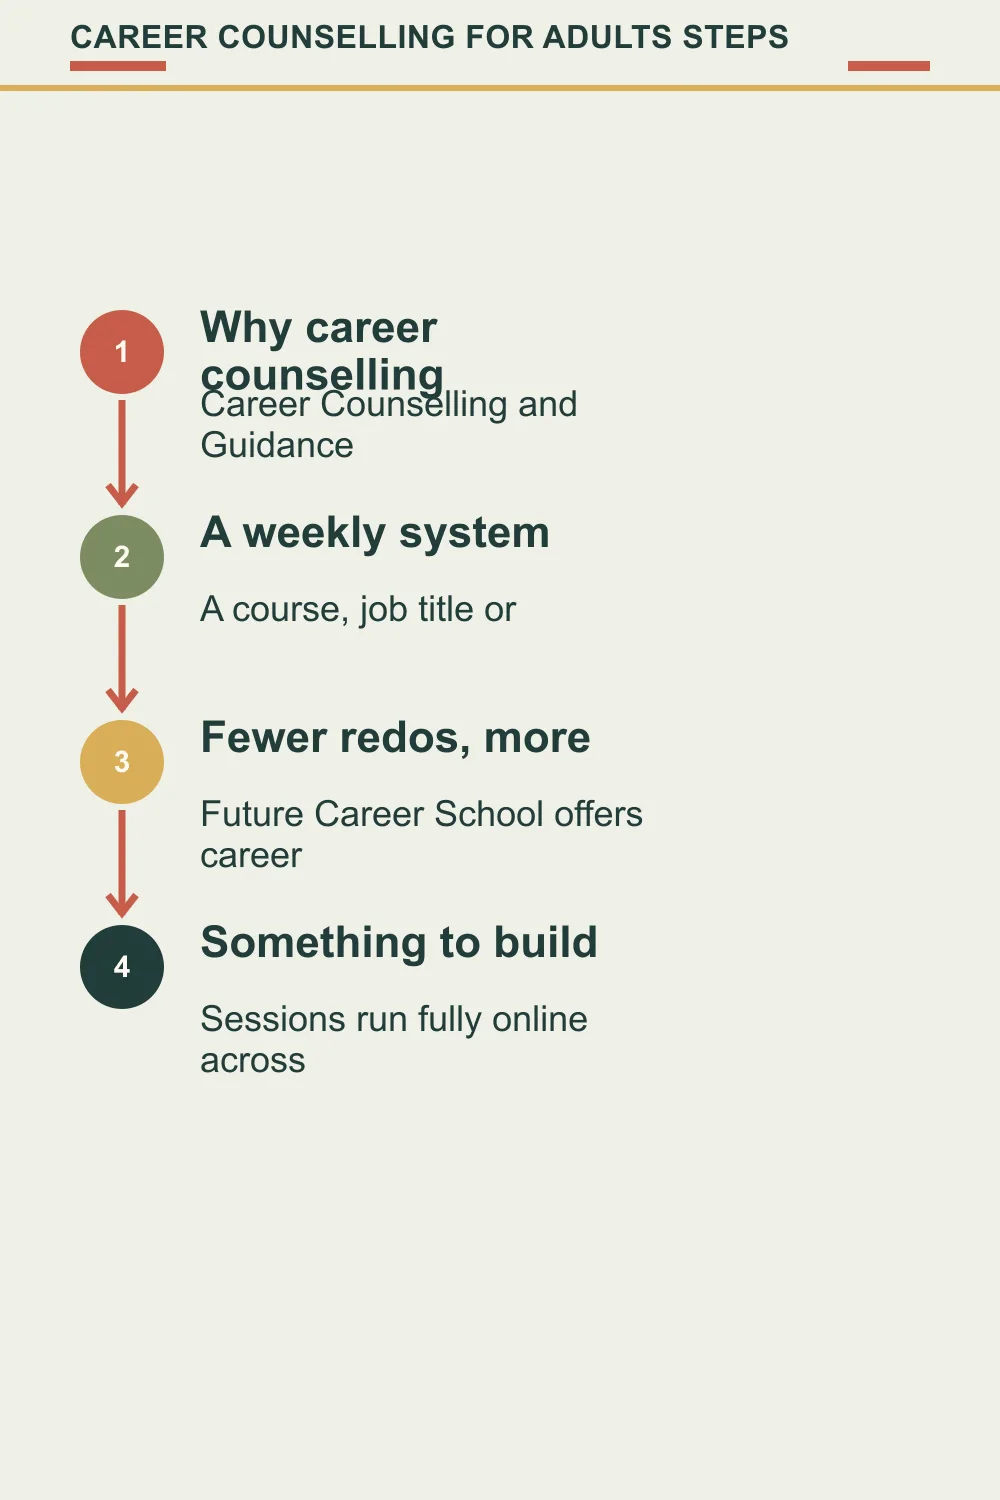 CAREER COUNSELLING FOR ADULTS STEPS
1
Why career
counselling
Career Counselling and
Guidance
2
A weekly system
A course, job title or
3
Fewer redos, more
Future Career School offers
career
4
Something to build
Sessions run fully online
across